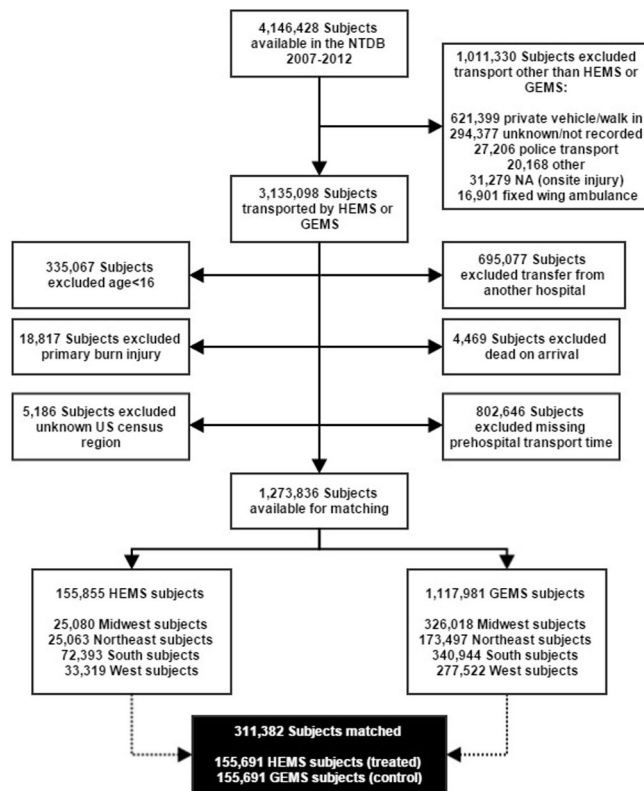 4,146,428 Subjects
available in the NTDB
2007-2012
1,011,330 Subjects excluded
transport other than HEMS or
GEMS:
621,399 private vehicle/walk in
294,377 unknown/not recorded
27,206 police transport
20,168 other
31,279 NA (onsite injury)
16,901 fixed wing ambulance
3,135,098 Subjects
transported by HEMS or
GEMS
335,067 Subjects
excluded age<16
695,077 Subjects
excluded transfer from
another hospital
18,817 Subjects excluded
primary burn injury
4,469 Subjects excluded
dead on arrival
5,186 Subjects excluded
unknown US census
region
802,646 Subjects
excluded missing
prehospital transport time
1,273,836 Subjects
available for matching
155,855 HEMS subjects
25,080 Midwest subjects
25,063 Northeast subjects
72,393 South subjects
33,319 West subjects
1,117,981 GEMS subjects
326,018 Midwest subjects
173,497 Northeast subjects
340,944 South subjects
277,522 West subjects
311,382 Subjects matched
155,691 HEMS subjects (treated)
155,691 GEMS subjects (control)